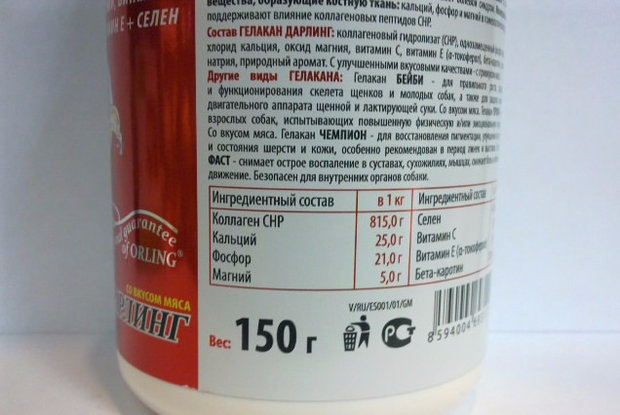 ИН Е + СЕЛЕН
вещества, образующие костную ткань: кальций, фосфор и магний
поддерживают влияние коллагеновых пептидов CHP.
Состав ГЕЛАКАН ДАРЛИНГ: коллагеновый гидролизат (CHP),
хлорид кальция, оксид магния, витамин С, витамин Е (α-токоферол),
натрия, природный аромат. С улучшенными вкусовыми качествами -
Другие виды ГЕЛАКАНА: Гелакан БЕЙБИ - для правильного
и функционирования скелета щенков и молодых собак, а также для
двигательного аппарата щенной и лактирующей суки. Со вкусом мяса.
взрослых собак, испытывающих повышенную физическую и/или
Со вкусом мяса. Гелакан ЧЕМПИОН - для восстановления пигментации,
и состояния шерсти и кожи, особенно рекомендован в период линек и
ФАСТ - снимает острое воспаление в суставах, сухожилиях, мышцах,
движение. Безопасен для внутренних органов собаки.
Ингредиентный состав в 1 кг Ингредиентный состав
Коллаген CHP 815,0 г Селен
Кальций 25,0 г Витамин С
Фосфор 21,0 г Витамин Е (α-токоферол)
Магний 5,0 г Бета-каротин
guarantee
of ORLING®
СО ВКУСОМ МЯСА
РЛИНГ
V/RU/ES001/01/GM
Вес: 150 г
РСТ
8 594004